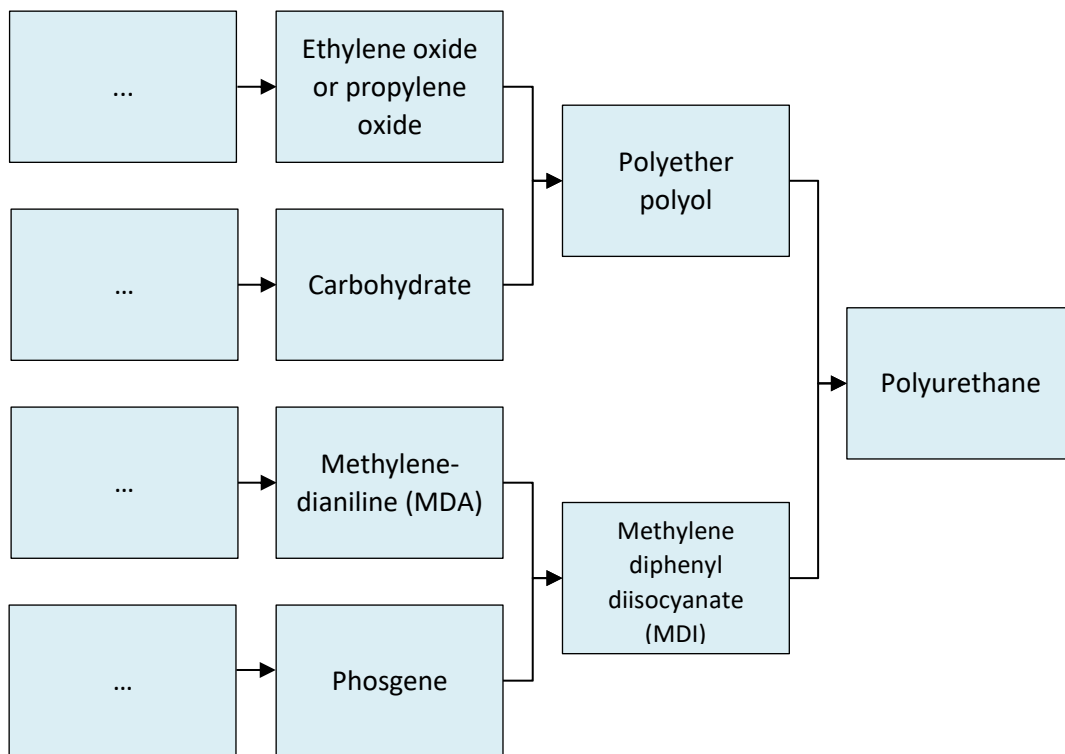 ...
Ethylene oxide
or propylene
oxide
Polyether
polyol
...
Carbohydrate
Polyurethane
...
Methylene-
dianiline (MDA)
Methylene
diphenyl
diisocyanate
(MDI)
...
Phosgene